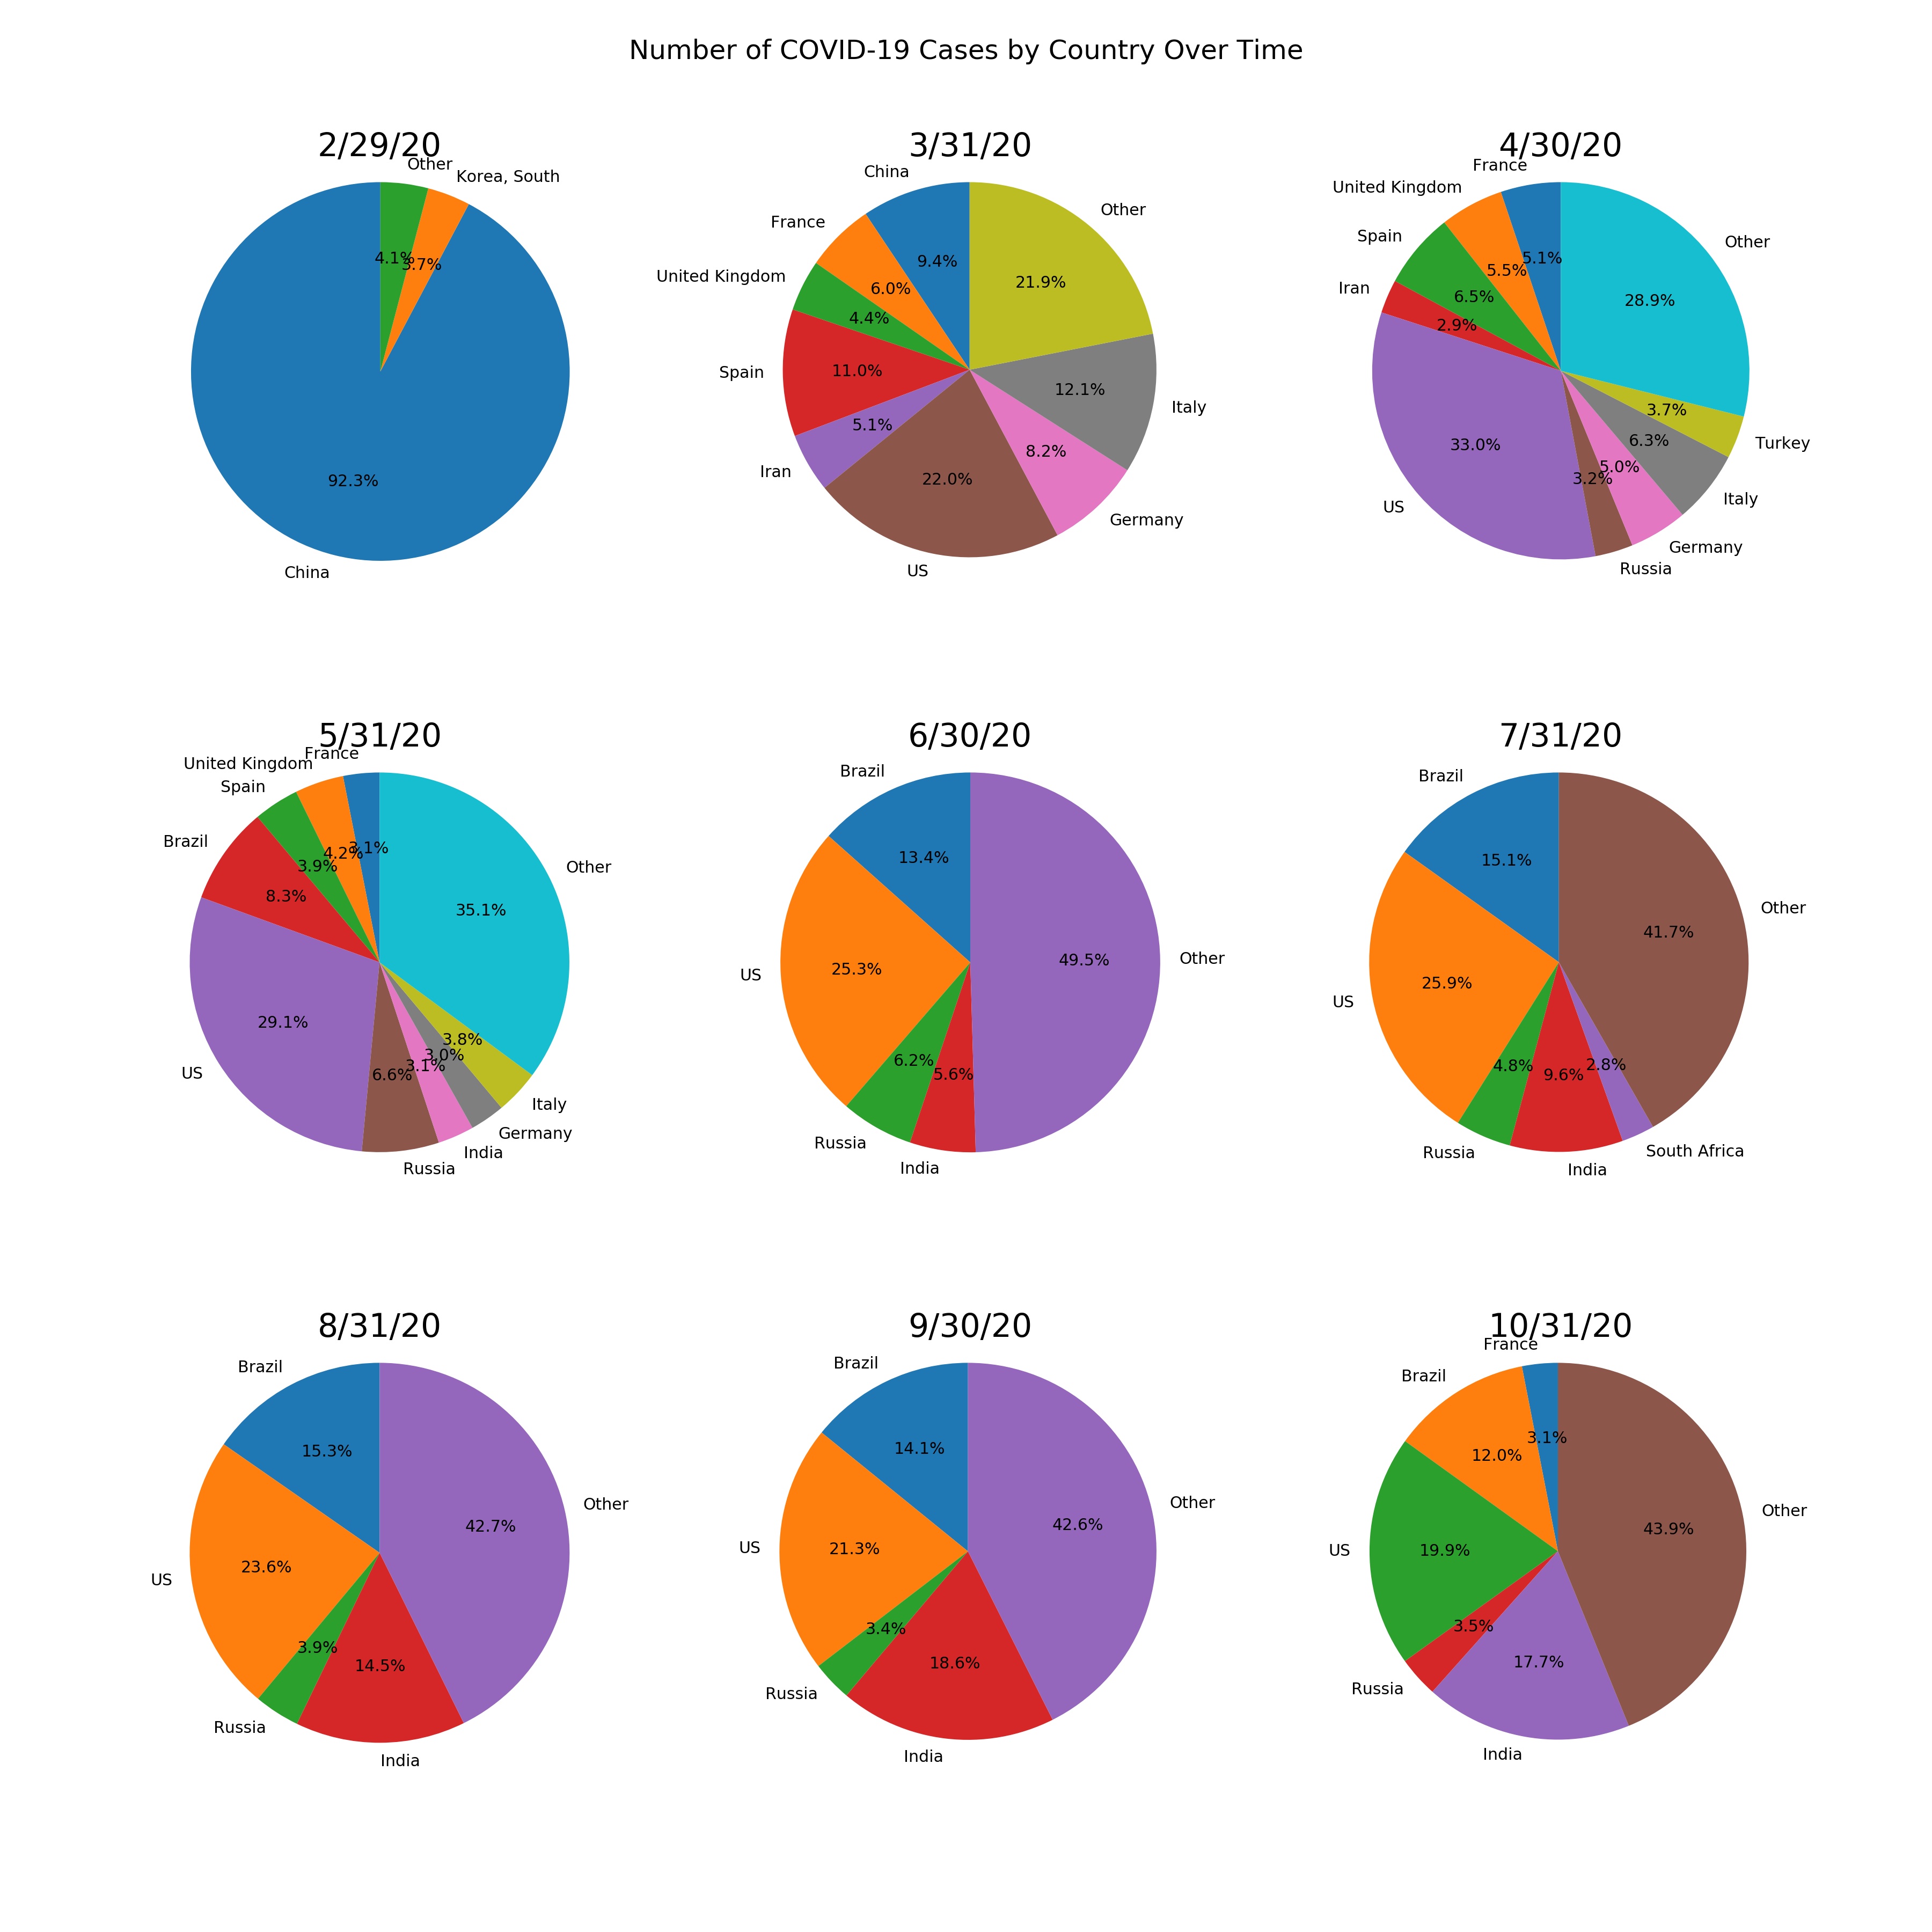 Number of COVID-19 Cases by Country Over Time
2/29/20
Other
Korea, South
4.1%
3.7%
92.3%
China
3/31/20
China
Other
France
United Kingdom
9.4%
21.9%
6.0%
4.4%
Spain
11.0%
12.1%
Italy
5.1%
8.2%
Iran
22.0%
Germany
US
4/30/20
France
United Kingdom
Spain
Other
5.1%
5.5%
6.5%
28.9%
Iran
2.9%
3.7%
33.0%
6.3%
Turkey
5.0%
3.2%
Italy
US
Germany
Russia
5/31/20
France
United Kingdom
Spain
Brazil
3.1%
4.2%
3.9%
Other
8.3%
35.1%
29.1%
3.8%
3.0%
3.1%
6.6%
US
Italy
Germany
India
Russia
6/30/20
Brazil
13.4%
US
25.3%
49.5%
Other
6.2%
5.6%
Russia
India
7/31/20
Brazil
15.1%
Other
41.7%
25.9%
US
4.8%
9.6%
2.8%
Russia
South Africa
India
8/31/20
Brazil
15.3%
Other
42.7%
23.6%
US
3.9%
14.5%
Russia
India
9/30/20
Brazil
14.1%
Other
42.6%
US
21.3%
3.4%
18.6%
Russia
India
10/31/20
France
Brazil
3.1%
12.0%
Other
43.9%
US
19.9%
3.5%
17.7%
Russia
India